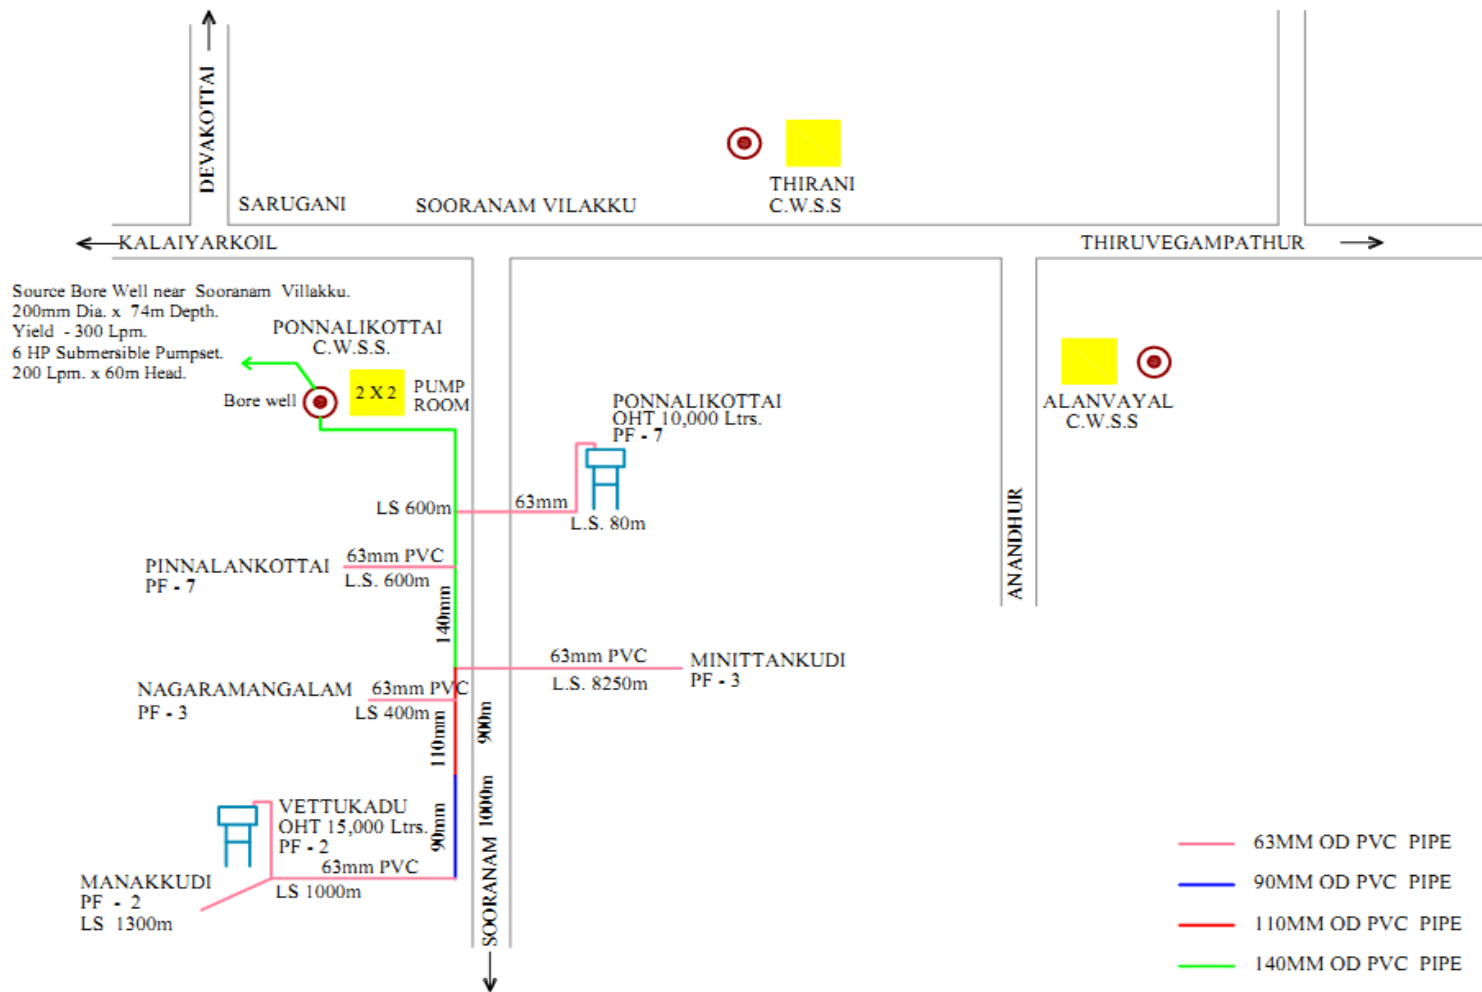 DEVAKOTTAI
SARUGANI
SOORANAM VILAKKU
THIRANI
C.W.S.S
KALAIYARKOIL
THIRUVEGAMPATHUR
Source Bore Well near Sooranam Villakku.
200mm Dia. x 74m Depth.
Yield - 300 Lpm.
6 HP Submersible Pumpset.
200 Lpm. x 60m Head.
PONNALIKOTTAI
C.W.S.S.
Bore well
2 X 2
PUMP
ROOM
PONNALIKOTTAI
OHT 10,000 Ltrs.
PF - 7
ALANVAYAL
C.W.S.S
LS 600m
63mm
L.S. 80m
ANANDHUR
PINNALANKOTTAI
PF - 7
63mm PVC
L.S. 600m
140mm
63mm PVC
L.S. 8250m
MINITTANKUDI
PF - 3
NAGARAMANGALAM
PF - 3
63mm PVC
LS 400m
110mm
900m
VETTUKADU
OHT 15,000 Ltrs.
PF - 2
90mm
SOORANAM 1000m
63mm PVC
LS 1000m
MANAKKUDI
PF - 2
LS 1300m
63MM OD PVC PIPE
90MM OD PVC PIPE
110MM OD PVC PIPE
140MM OD PVC PIPE